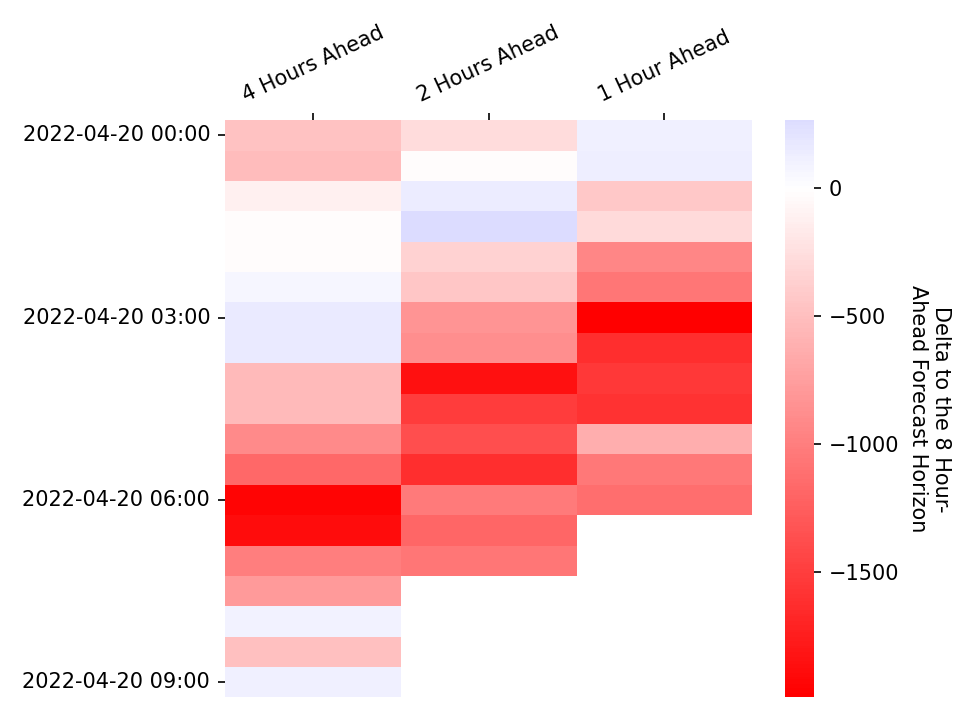 4 Hours Ahead
2 Hours Ahead
1 Hour Ahead
2022-04-20 00:00
2022-04-20 03:00
2022-04-20 06:00
2022-04-20 09:00
0
−500
−1000
−1500
Delta to the 8 Hour-
Ahead Forecast Horizon